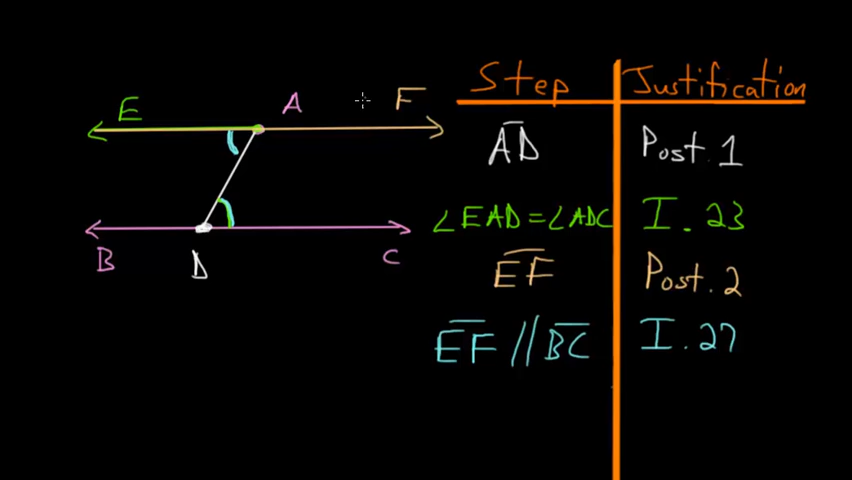 E A F
B D C
Step Justification
AD Post. 1
∠EAD = ∠ADC I. 23
EF Post. 2
EF // BC I. 27